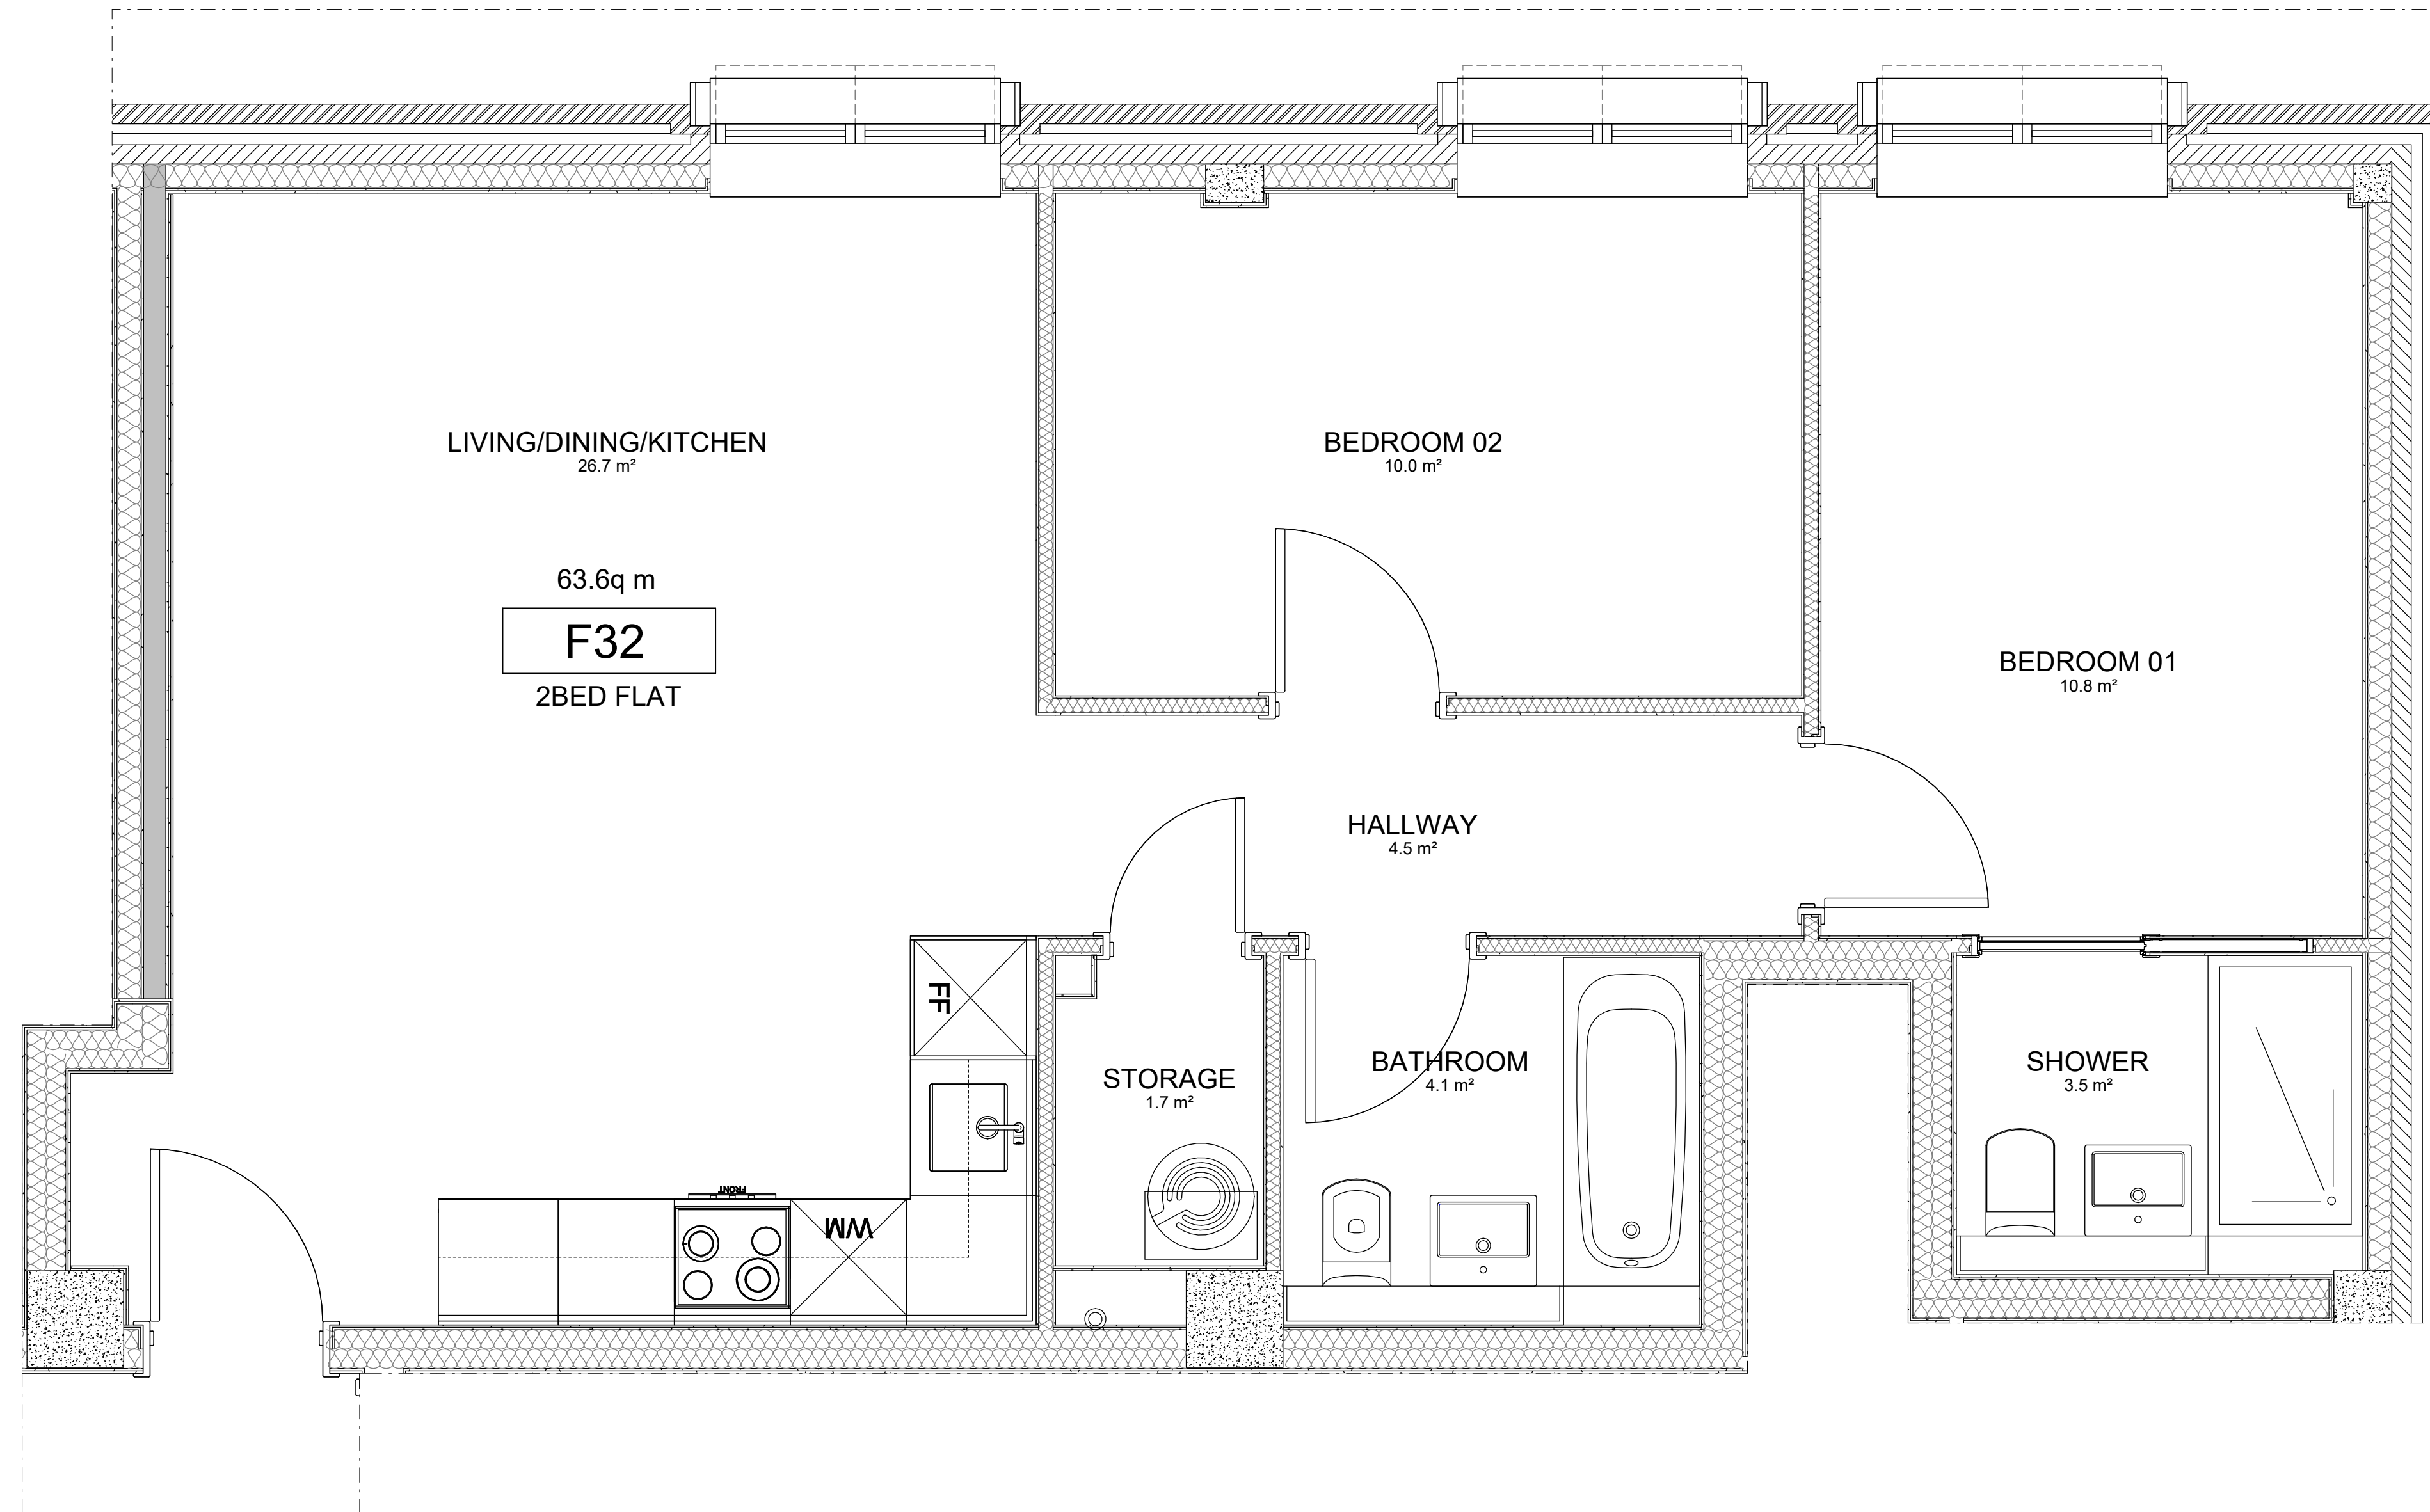 LIVING/DINING/KITCHEN
26.7 m²
63.6q m
F32
2BED FLAT
BEDROOM 02
10.0 m²
BEDROOM 01
10.8 m²
HALLWAY
4.5 m²
FF
STORAGE
1.7 m²
BATHROOM
4.1 m²
SHOWER
3.5 m²
FRONT
WM